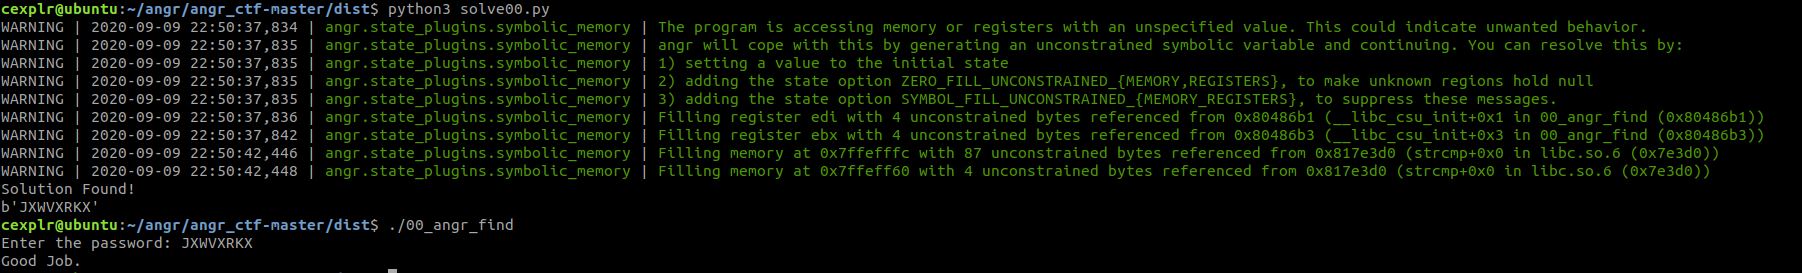 cexplr@ubuntu:~/angr/angr_ctf-master/dist$ python3 solve00.py
WARNING | 2020-09-09 22:50:37,834 | angr.state_plugins.symbolic_memory | The program is accessing memory or registers with an unspecified value. This could indicate unwanted behavior.
WARNING | 2020-09-09 22:50:37,835 | angr.state_plugins.symbolic_memory | angr will cope with this by generating an unconstrained symbolic variable and continuing. You can resolve this by:
WARNING | 2020-09-09 22:50:37,835 | angr.state_plugins.symbolic_memory | 1) setting a value to the initial state
WARNING | 2020-09-09 22:50:37,835 | angr.state_plugins.symbolic_memory | 2) adding the state option ZERO_FILL_UNCONSTRAINED_{MEMORY,REGISTERS}, to make unknown regions hold null
WARNING | 2020-09-09 22:50:37,835 | angr.state_plugins.symbolic_memory | 3) adding the state option SYMBOL_FILL_UNCONSTRAINED_{MEMORY_REGISTERS}, to suppress these messages.
WARNING | 2020-09-09 22:50:37,836 | angr.state_plugins.symbolic_memory | Filling register edi with 4 unconstrained bytes referenced from 0x80486b1 (__libc_csu_init+0x1 in 00_angr_find (0x80486b1))
WARNING | 2020-09-09 22:50:37,842 | angr.state_plugins.symbolic_memory | Filling register ebx with 4 unconstrained bytes referenced from 0x80486b3 (__libc_csu_init+0x3 in 00_angr_find (0x80486b3))
WARNING | 2020-09-09 22:50:42,446 | angr.state_plugins.symbolic_memory | Filling memory at 0x7ffefffc with 87 unconstrained bytes referenced from 0x817e3d0 (strcmp+0x0 in libc.so.6 (0x7e3d0))
WARNING | 2020-09-09 22:50:42,448 | angr.state_plugins.symbolic_memory | Filling memory at 0x7ffeff60 with 4 unconstrained bytes referenced from 0x817e3d0 (strcmp+0x0 in libc.so.6 (0x7e3d0))
Solution Found!
b'JXWVXRKX'
cexplr@ubuntu:~/angr/angr_ctf-master/dist$ ./00_angr_find
Enter the password: JXWVXRKX
Good Job.